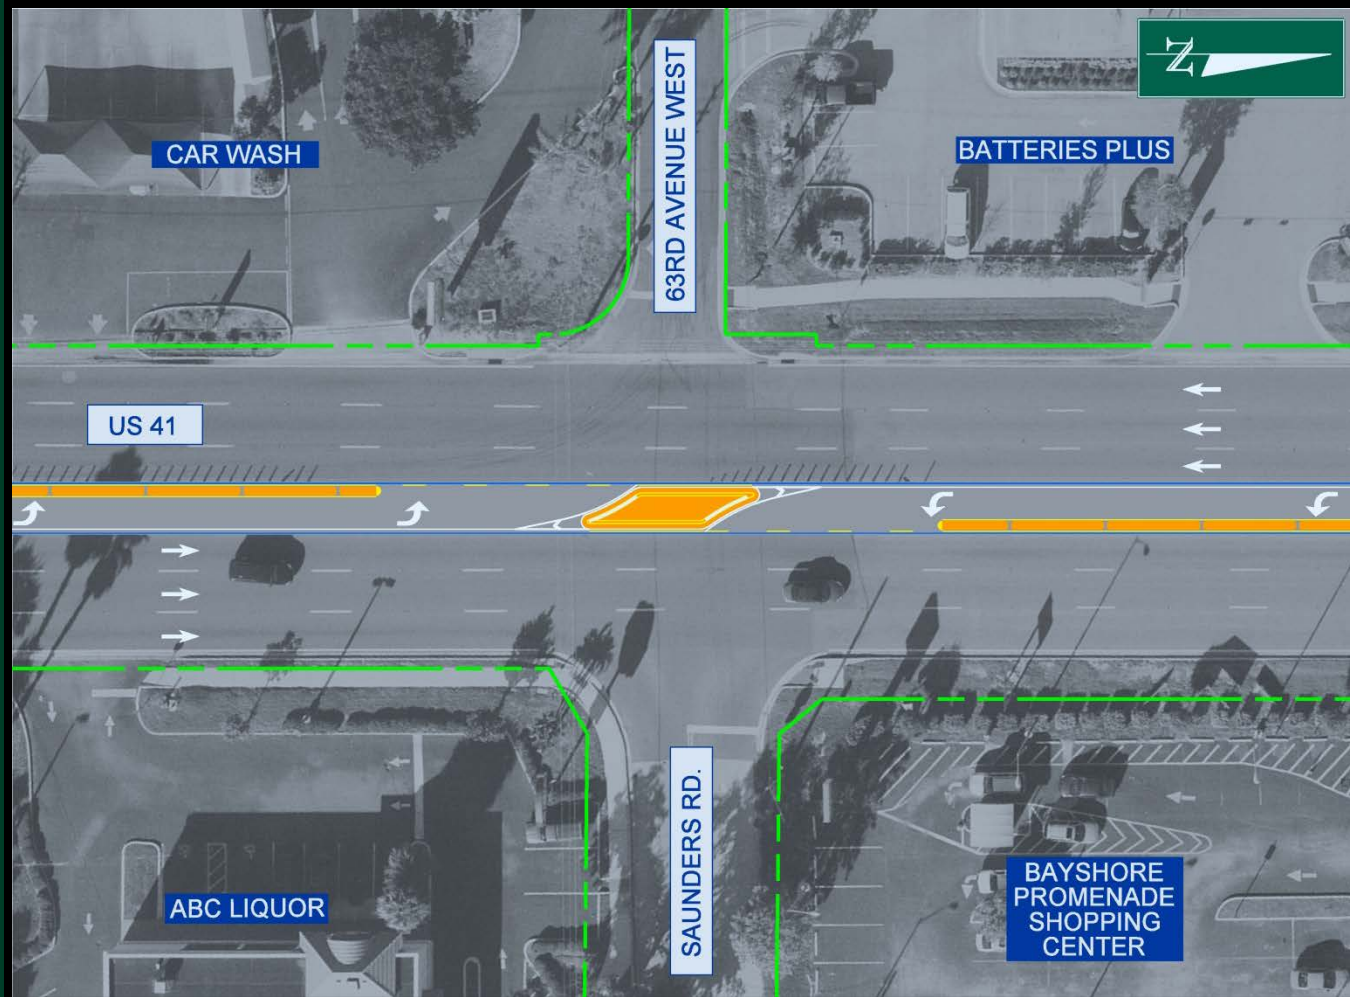 63RD AVENUE WEST
CAR WASH
BATTERIES PLUS
US 41
SAUNDERS RD.
ABC LIQUOR
BAYSHORE
PROMENADE
SHOPPING
CENTER
N